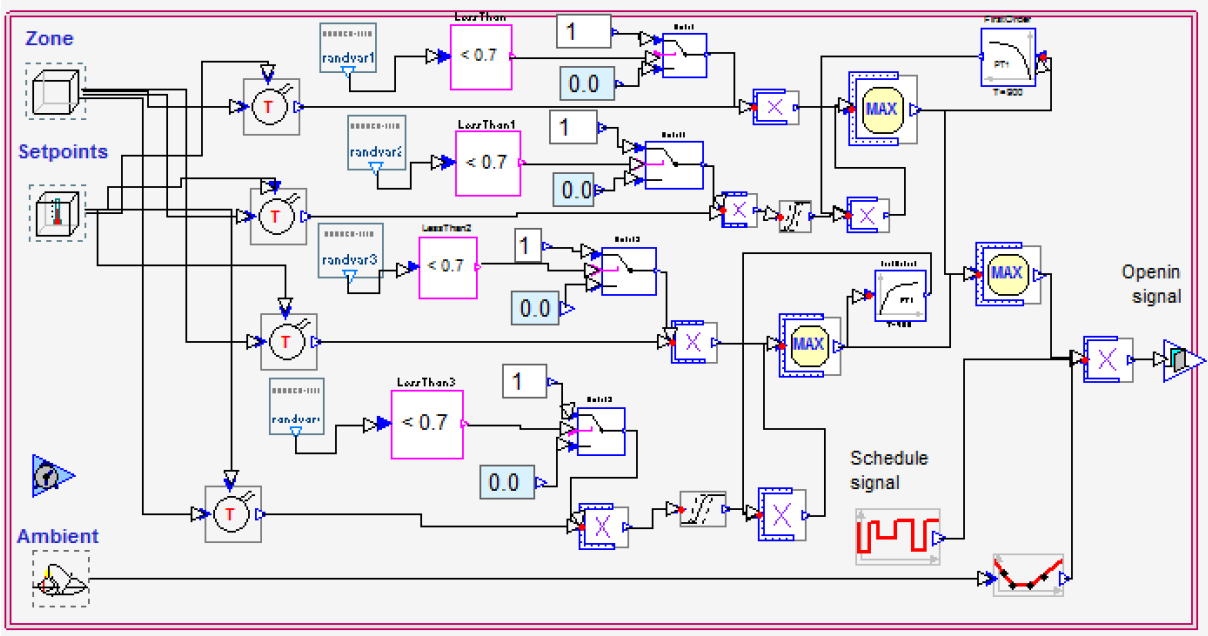 Zone
randvar1
LessThan
< 0.7
1
0.0
X
T
FirstOrder
PT1
T=900
MAX
Setpoints
LessThan1
< 0.7
1
0.0
T
X
X
randvar3
LessThan2
< 0.7
1
0.0
T
X
MAX
PT1
MAX
Openin
signal
X
LessThan3
< 0.7
1
0.0
T
X
X
Schedule
signal
Ambient